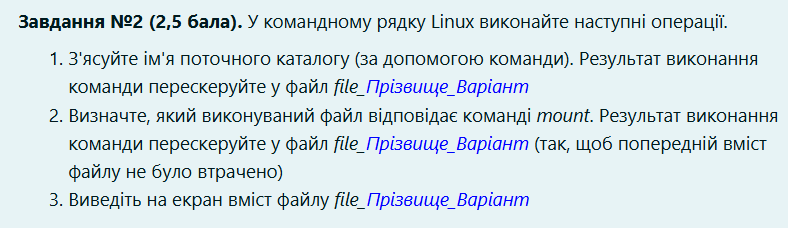 Завдання №2 (2,5 бала). У командному рядку Linux виконайте наступні операції.
1. З'ясуйте ім'я поточного каталогу (за допомогою команди). Результат виконання
команди перескеруйте у файл file_Прізвище_Варіант
2. Визначте, який виконуваний файл відповідає команді mount. Результат виконання
команди перескеруйте у файл file_Прізвище_Варіант (так, щоб попередній вміст
файлу не було втрачено)
3. Виведіть на екран вміст файлу file_Прізвище_Варіант